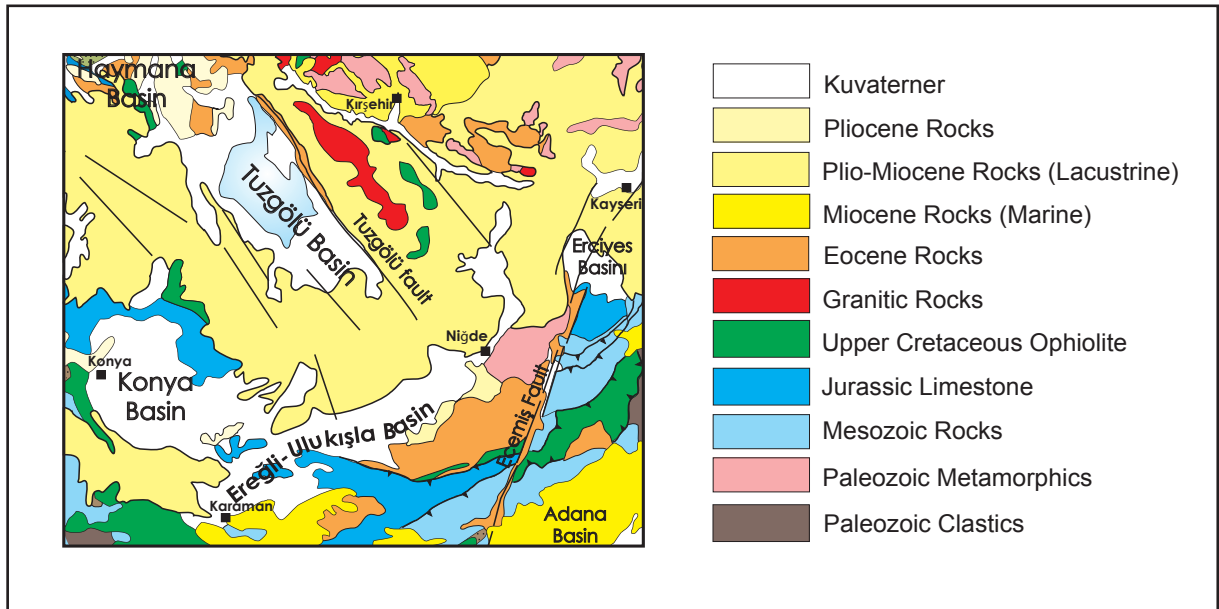 Haymana
Basin
Kırşehir
Kayseri
Tuzgölü Basin
Tuzgölü fault
Erciyes
Basinı
Niğde
Konya
Konya
Basin
Ereğli-Ulukışla Basin
Ecemiş Fault
Karaman
Adana
Basin
Kuvaterner
Pliocene Rocks
Plio-Miocene Rocks (Lacustrine)
Miocene Rocks (Marine)
Eocene Rocks
Granitic Rocks
Upper Cretaceous Ophiolite
Jurassic Limestone
Mesozoic Rocks
Paleozoic Metamorphics
Paleozoic Clastics